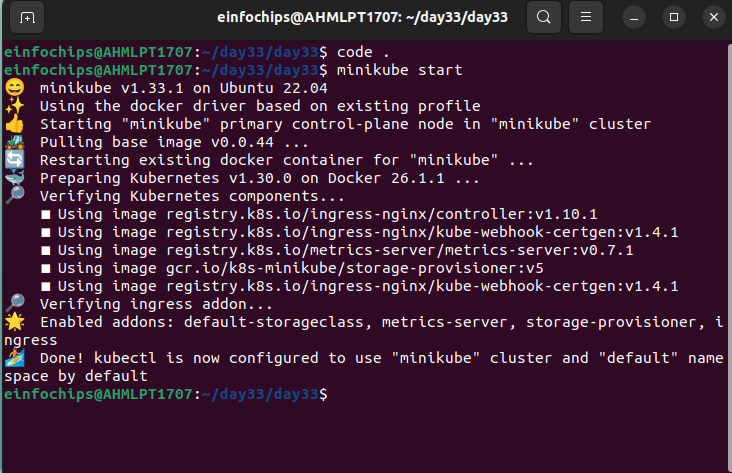 einfochips@AHMLPT1707: ~/day33/day33
einfochips@AHMLPT1707:~/day33/day33$ code .
einfochips@AHMLPT1707:~/day33/day33$ minikube start
😄  minikube v1.33.1 on Ubuntu 22.04
✨  Using the docker driver based on existing profile
👍  Starting "minikube" primary control-plane node in "minikube" cluster
🚜  Pulling base image v0.0.44 ...
🔄  Restarting existing docker container for "minikube" ...
🐳  Preparing Kubernetes v1.30.0 on Docker 26.1.1 ...
🔎  Verifying Kubernetes components...
    ■ Using image registry.k8s.io/ingress-nginx/controller:v1.10.1
    ■ Using image registry.k8s.io/ingress-nginx/kube-webhook-certgen:v1.4.1
    ■ Using image registry.k8s.io/metrics-server/metrics-server:v0.7.1
    ■ Using image gcr.io/k8s-minikube/storage-provisioner:v5
    ■ Using image registry.k8s.io/ingress-nginx/kube-webhook-certgen:v1.4.1
🔎  Verifying ingress addon...
🌟  Enabled addons: default-storageclass, metrics-server, storage-provisioner, i
ngress
🏄  Done! kubectl is now configured to use "minikube" cluster and "default" name
space by default
einfochips@AHMLPT1707:~/day33/day33$